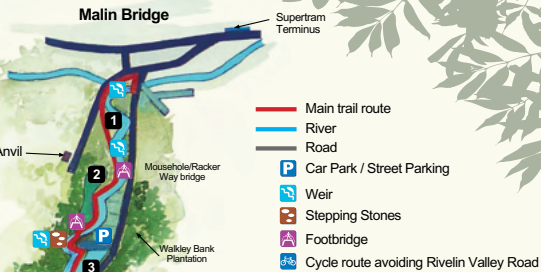 Malin Bridge
Supertram
Terminus
1
Anvil
2
Mousehole/Racker
Way bridge
P
Walkley Bank
Plantation
3
Main trail route
River
Road
P Car Park / Street Parking
Weir
Stepping Stones
Footbridge
Cycle route avoiding Rivelin Valley Road